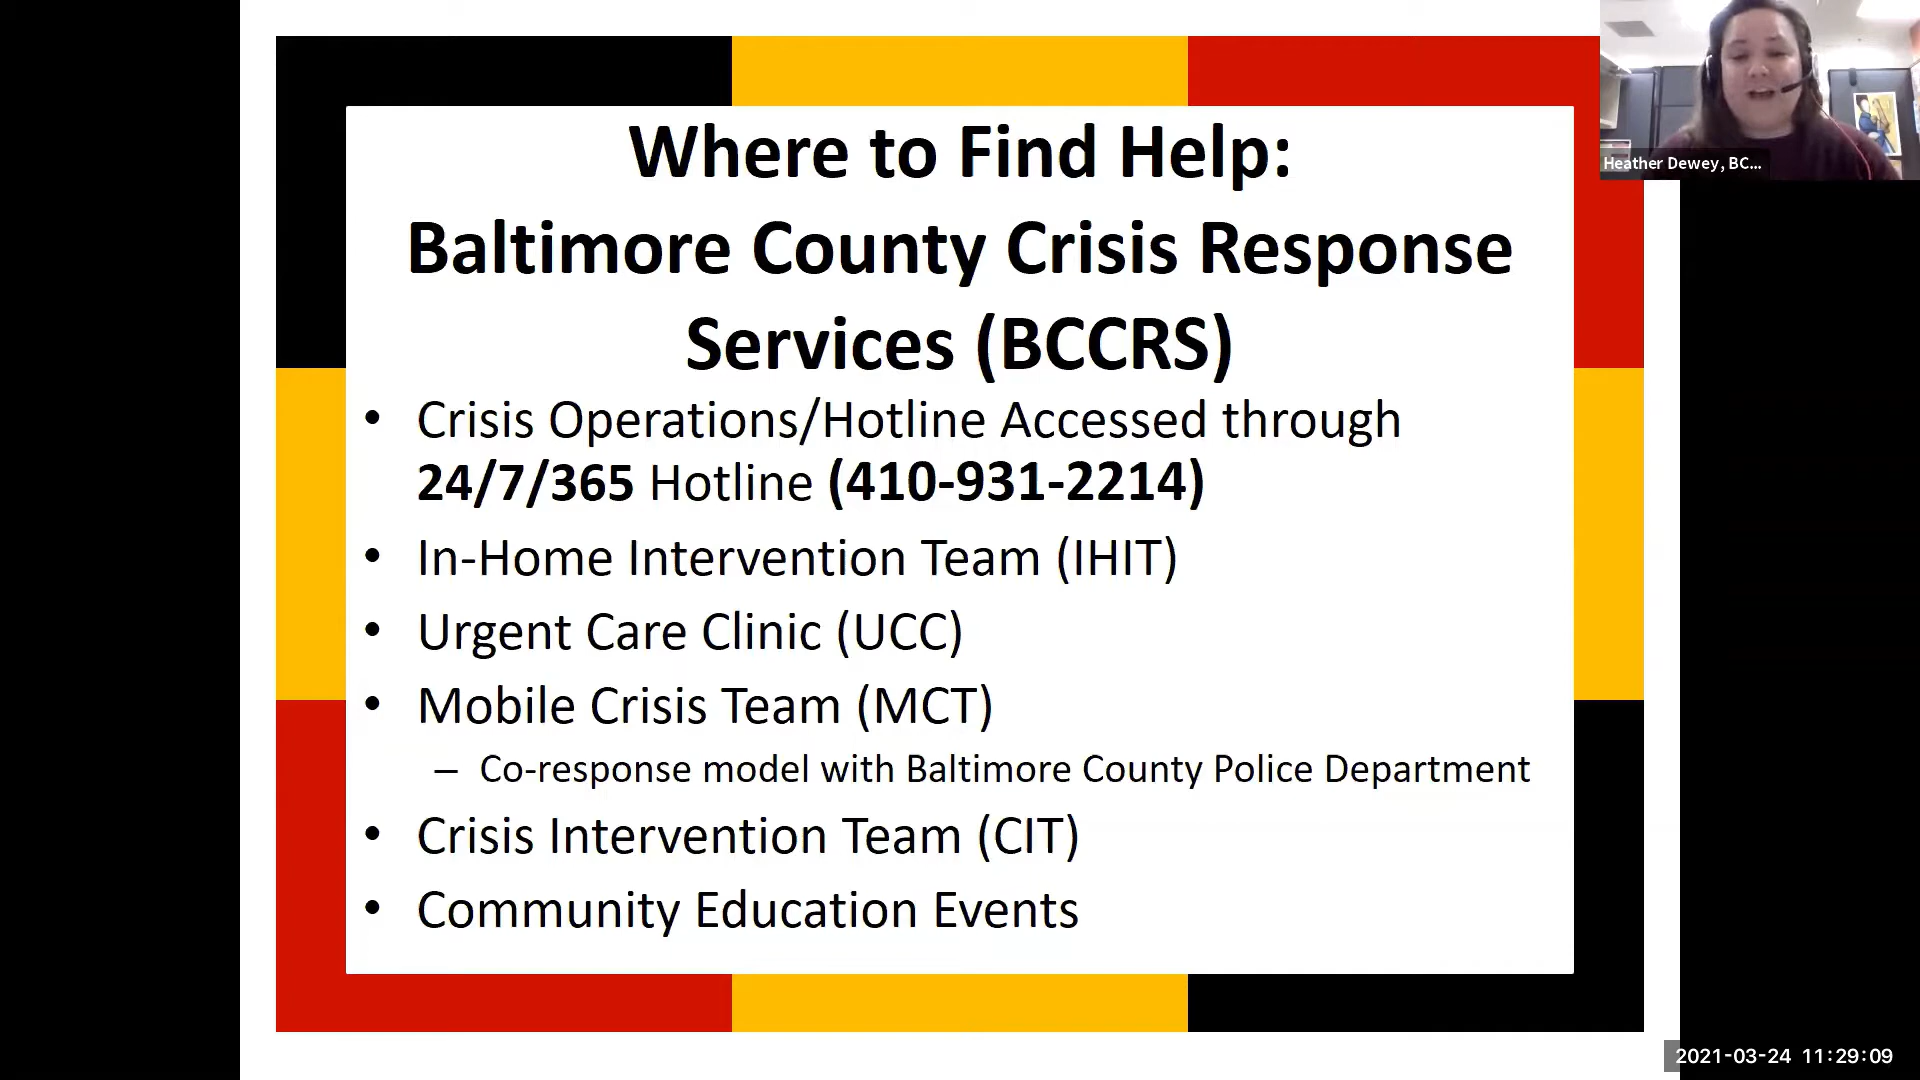 Where to Find Help:
Baltimore County Crisis Response
Services (BCCRS)
• Crisis Operations/Hotline Accessed through
24/7/365 Hotline (410-931-2214)
• In-Home Intervention Team (IHIT)
• Urgent Care Clinic (UCC)
• Mobile Crisis Team (MCT)
– Co-response model with Baltimore County Police Department
• Crisis Intervention Team (CIT)
• Community Education Events
Heather Dewey, BC...
2021-03-24 11:29:09